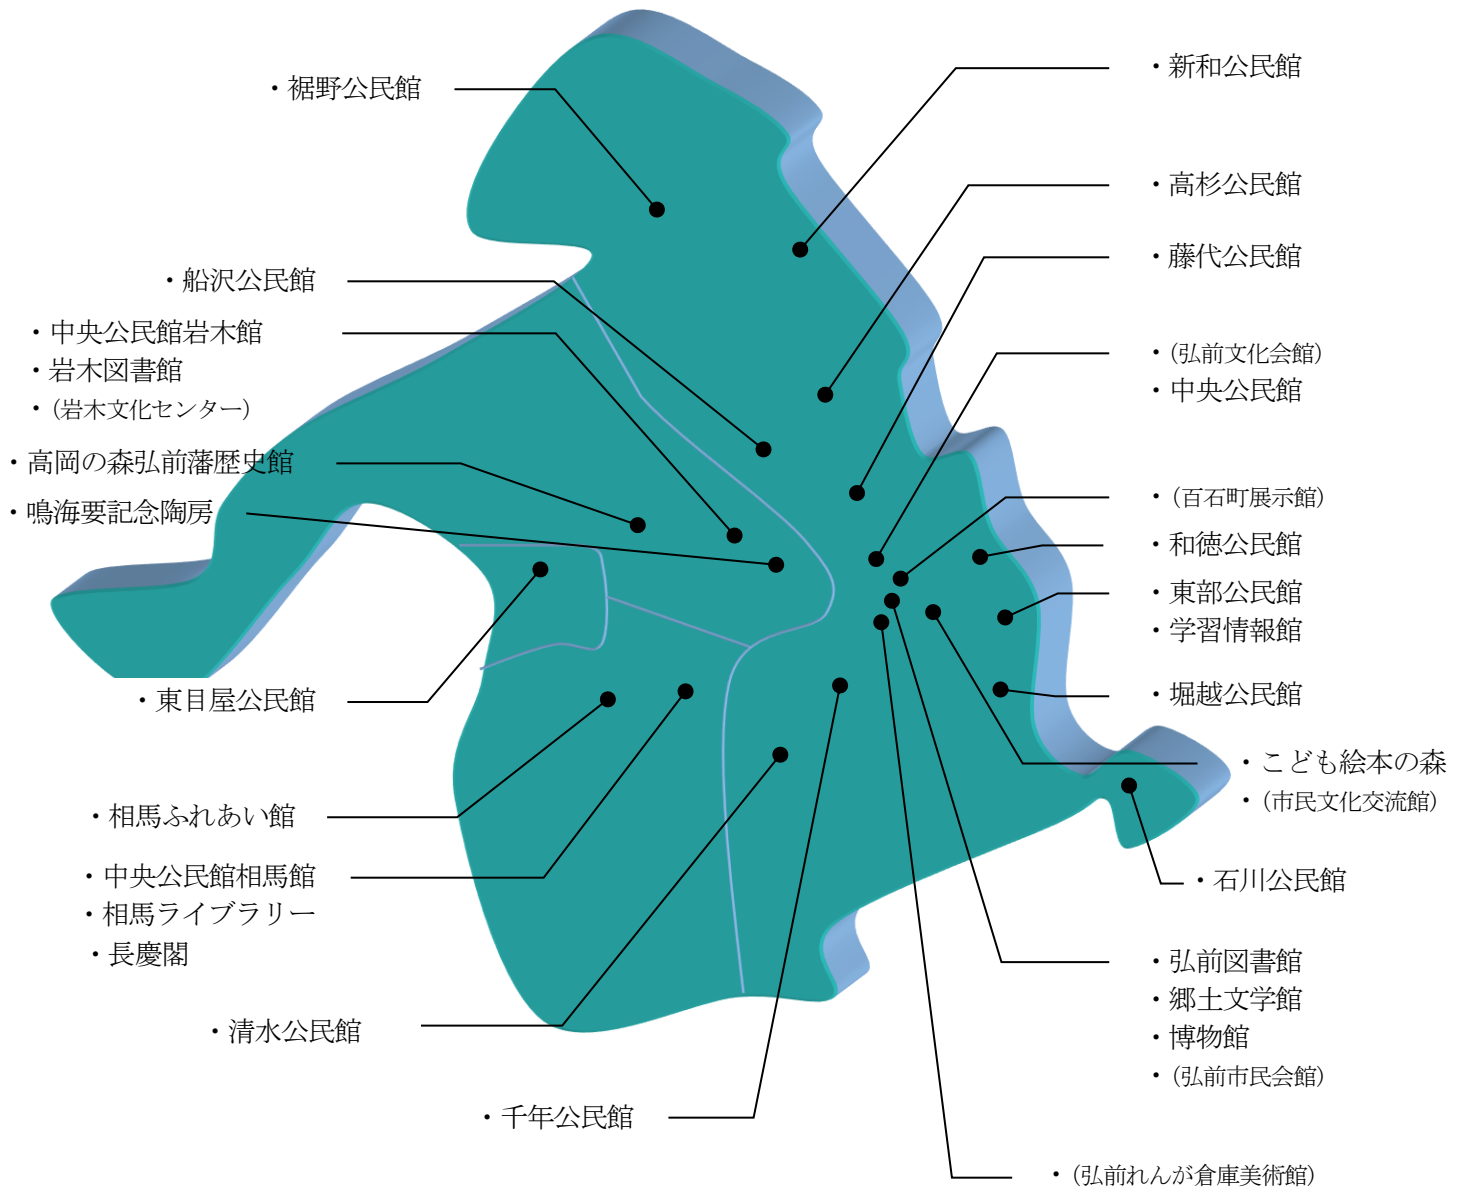 ・裾野公民館
・船沢公民館
・中央公民館岩木館
・岩木図書館
・(岩木文化センター)
・高岡の森弘前藩歴史館
・鳴海要記念陶房
・東目屋公民館
・相馬ふれあい館
・中央公民館相馬館
・相馬ライブラリー
・長慶閣
・清水公民館
・千年公民館
・新和公民館
・高杉公民館
・藤代公民館
・(弘前文化会館)
・中央公民館
・(百石町展示館)
・和徳公民館
・東部公民館
・学習情報館
・堀越公民館
・こども絵本の森
・(市民文化交流館)
・石川公民館
・弘前図書館
・郷土文学館
・博物館
・(弘前市民会館)
・(弘前れんが倉庫美術館)